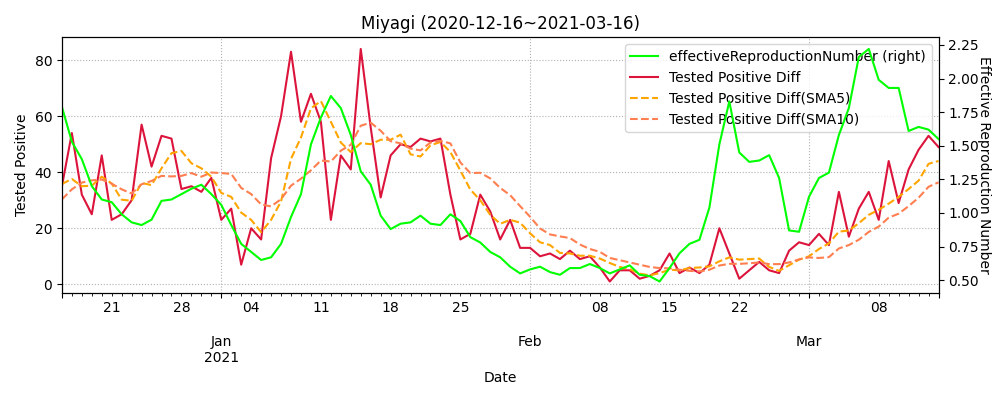 Miyagi (2020-12-16~2021-03-16)
effectiveReproductionNumber (right)
Tested Positive Diff
Tested Positive Diff(SMA5)
Tested Positive Diff(SMA10)
Tested Positive
80
60
40
20
0
Effective Reproduction Number
2.25
2.00
1.75
1.50
1.25
1.00
0.75
0.50
21 28 04 11 18 25 08 15 22 08
Jan Feb Mar
2021
Date